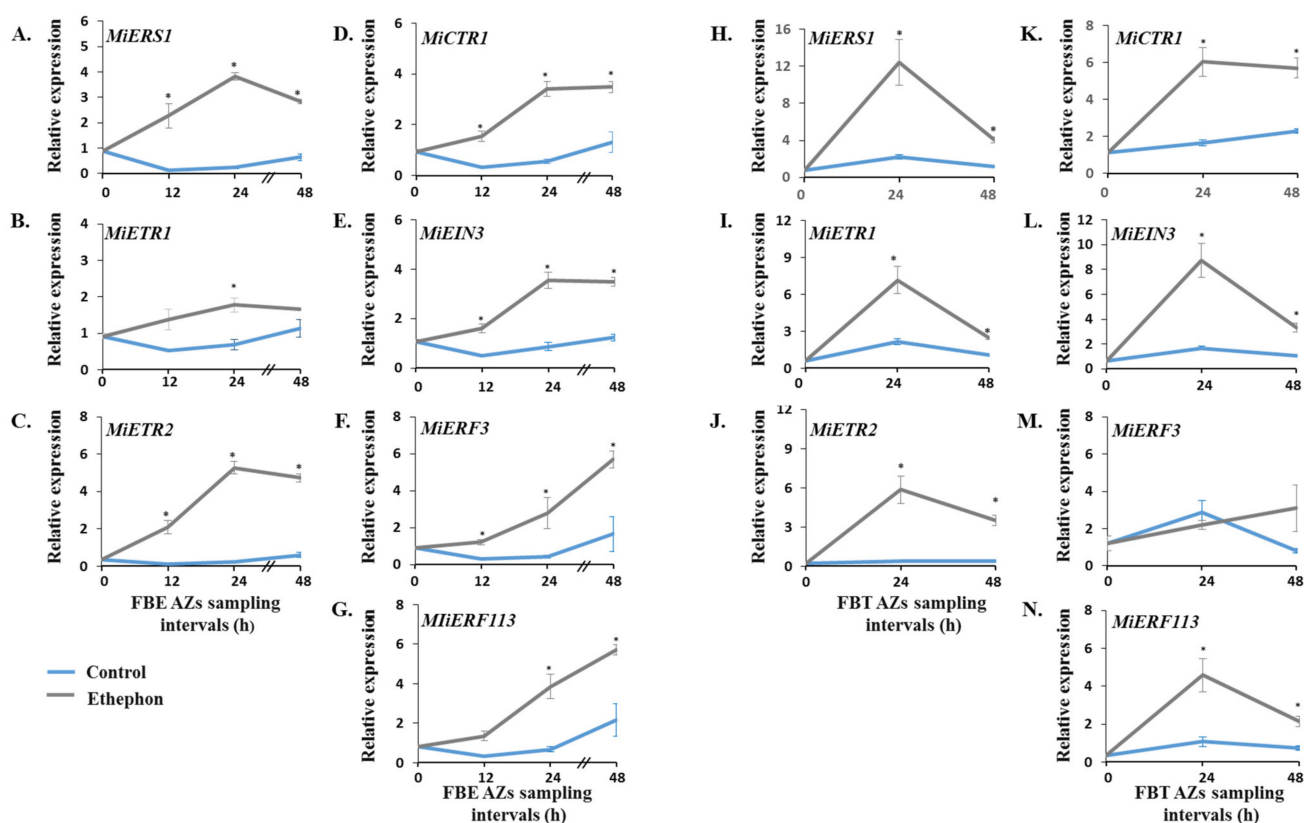 A.
MiERS1
Relative expression
6
5
4
3
2
1
0
0 12 24 48
*
*
*
B.
MiETR1
Relative expression
4
3
2
1
0
0 12 24 48
*
C.
MiETR2
Relative expression
8
6
4
2
0
0 12 24 48
*
*
*
FBE AZs sampling
intervals (h)
Control
Ethephon
D.
MiCTR1
Relative expression
6
4
2
0
0 12 24 48
*
*
*
E.
MiEIN3
Relative expression
6
4
2
0
0 12 24 48
*
*
*
F.
MiERF3
Relative expression
8
6
4
2
0
0 12 24 48
*
*
*
G.
MIiERF113
Relative expression
8
6
4
2
0
0 12 24 48
*
*
FBE AZs sampling
intervals (h)
H.
MiERS1
Relative expression
16
12
8
4
0
0 24 48
*
*
I.
MiETR1
Relative expression
12
9
6
3
0
0 24 48
*
*
J.
MiETR2
Relative expression
12
9
6
3
0
0 24 48
*
*
FBT AZs sampling
intervals (h)
K.
MiCTR1
Relative expression
8
6
4
2
0
0 24 48
*
*
L.
MiEIN3
Relative expression
12
10
8
6
4
2
0
0 24 48
*
*
M.
MiERF3
Relative expression
8
6
4
2
0
0 24 48
N.
MiERF113
Relative expression
8
6
4
2
0
0 24 48
*
*
FBT AZs sampling
intervals (h)